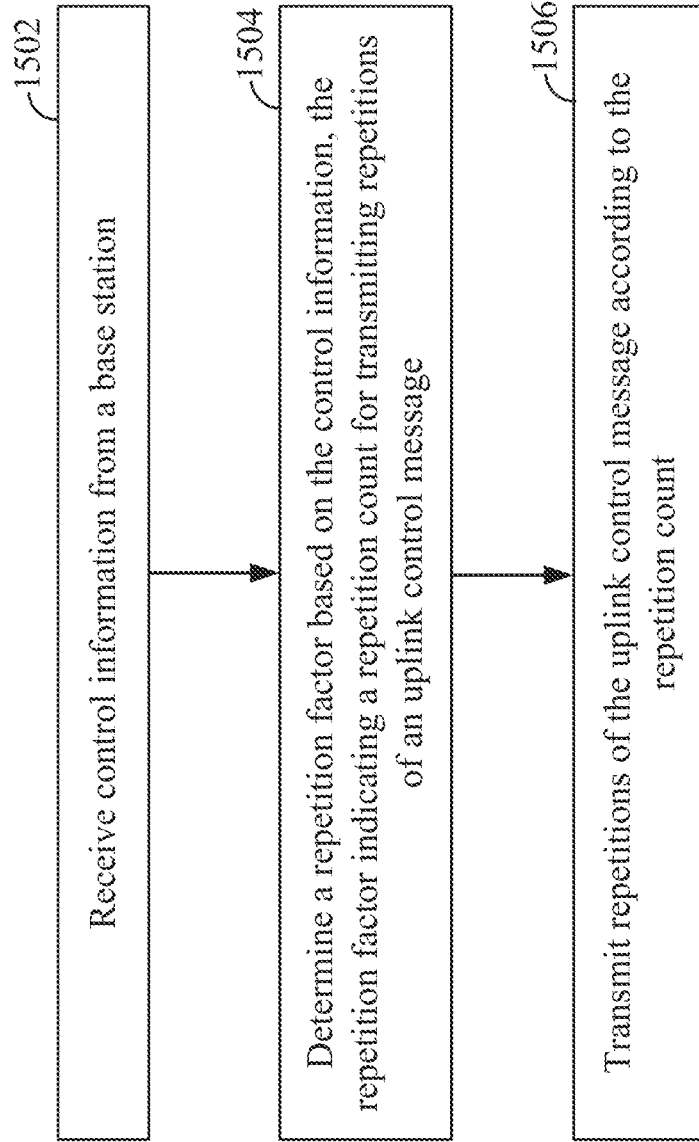 1502
Receive control information from a base station
1504
Determine a repetition factor based on the control information, the
repetition factor indicating a repetition count for transmitting repetitions
of an uplink control message
1506
Transmit repetitions of the uplink control message according to the
repetition count